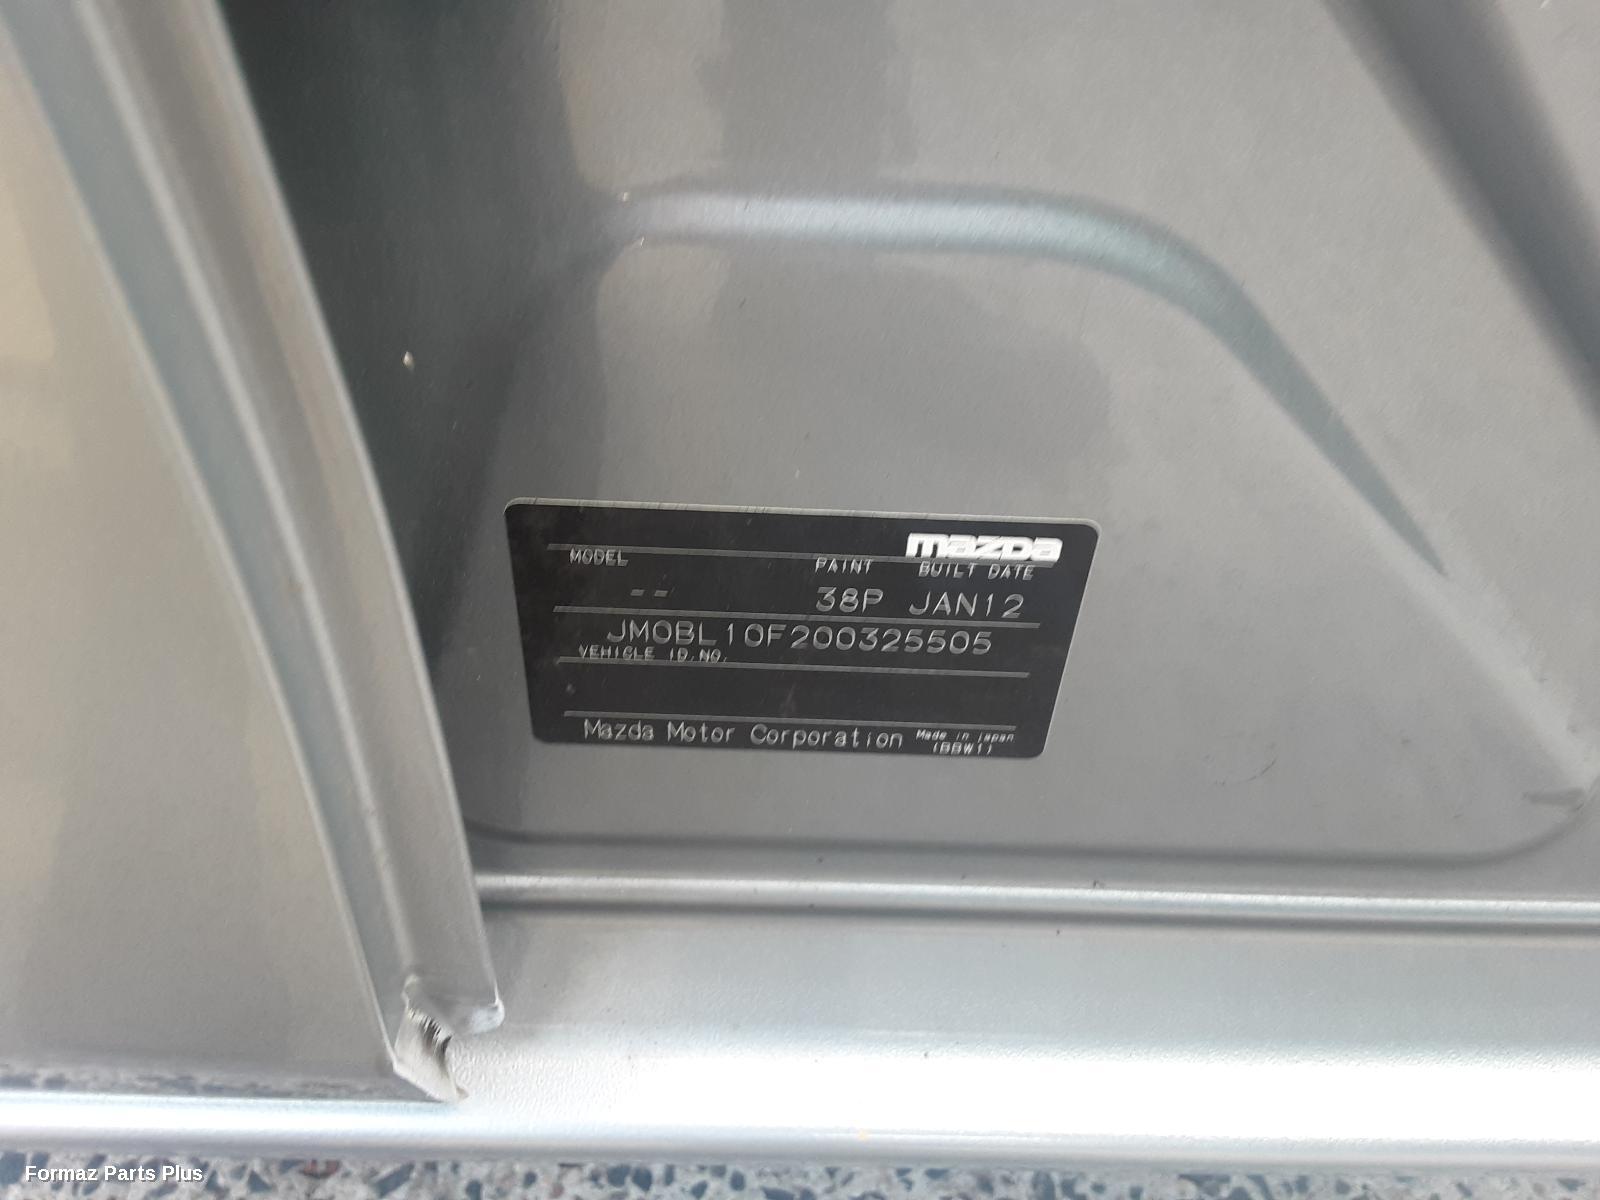 mazda
MODEL PAINT BUILT DATE
-- 38P JAN12
JM0BL10F200325505
VEHICLE ID.NO.
Mazda Motor Corporation Made in Japan
(BBW1)
Formaz Parts Plus